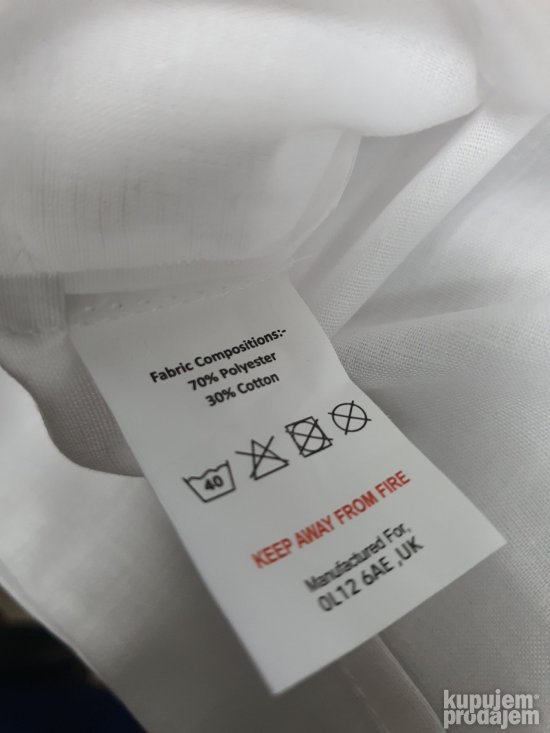 Fabric Compositions:-
70% Polyester
30% Cotton
40
KEEP AWAY FROM FIRE
Manufactured For,
OL12 6AE ,UK
kupujem
prodajem